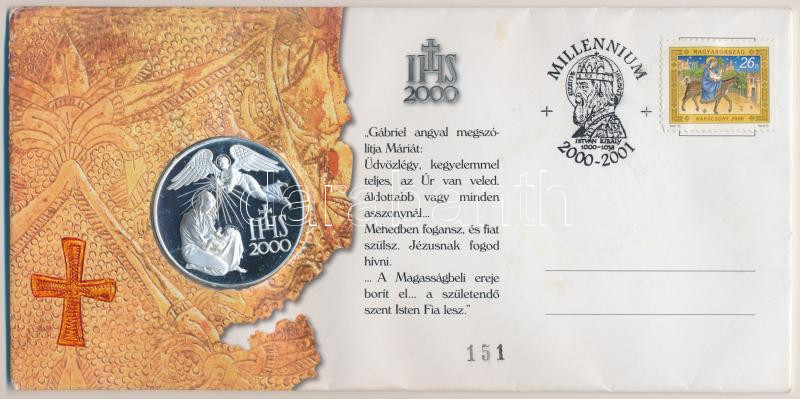 IHS
2000
„Gábriel angyal megszó-
lítja Máriát:
Üdvözlégy, kegyelemmel
teljes, az Úr van veled,
áldottabb vagy minden
asszonynál...
Mehedben fogansz, és fiat
szülsz. Jézusnak fogod
hívni.
... A Magasságbeli ereje
borít el... a születendő
szent Isten Fia lesz.”
151
IHS
2000
MILLENNIUM
ISTVÁN KIRÁLY
1000-1038
2000-2001
MAGYARORSZÁG
26
KARÁCSONY 2000
darabanth